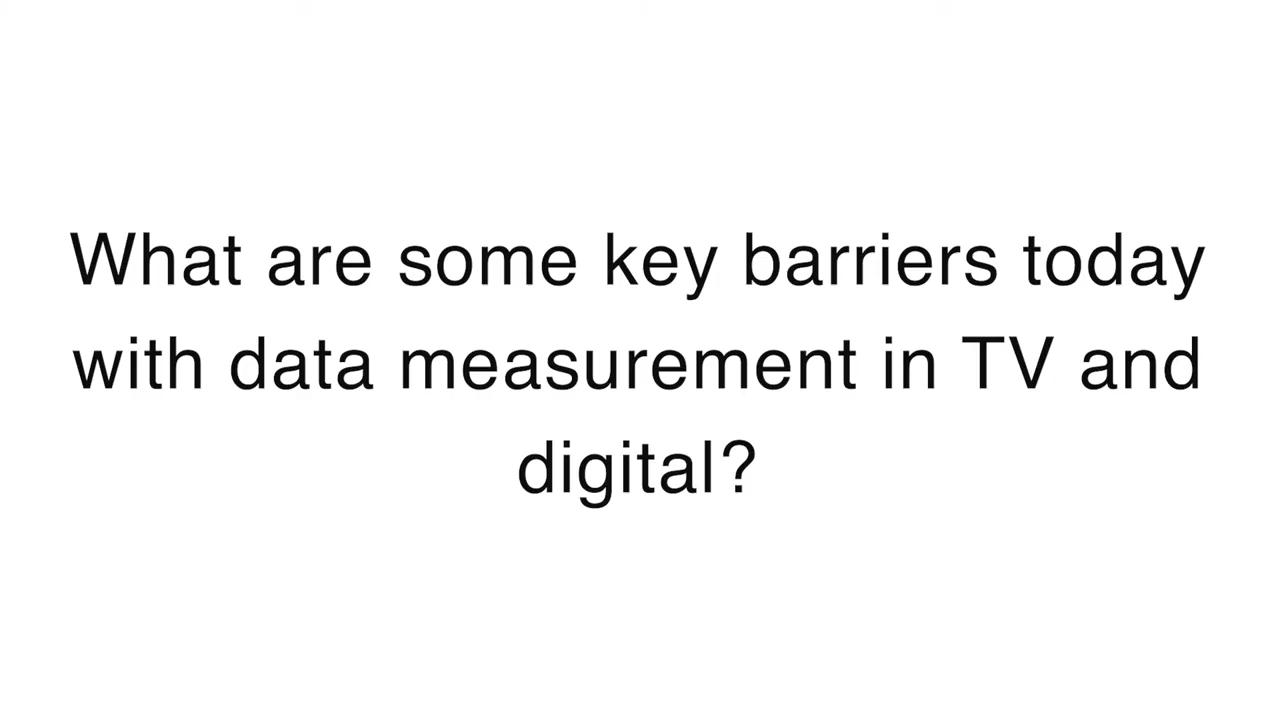 What are some key barriers today
with data measurement in TV and
digital?